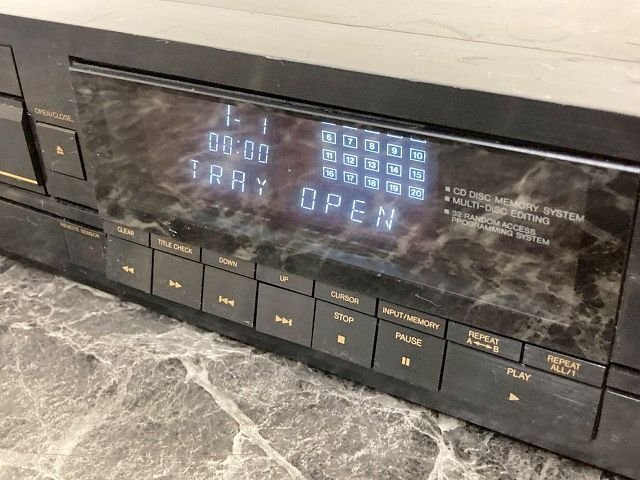 OPEN/CLOSE
1-1
00:00
6 7 8 9 10
11 12 13 14 15
16 17 18 19 20
TRAY OPEN
CD DISC MEMORY SYSTEM
MULTI-DISC EDITING
32 RANDOM ACCESS
PROGRAMMING SYSTEM
REMOTE SENSOR
CLEAR
TITLE CHECK
DOWN
UP
CURSOR
INPUT/MEMORY
REPEAT
A↔B
REPEAT
ALL/1
STOP
PAUSE
PLAY